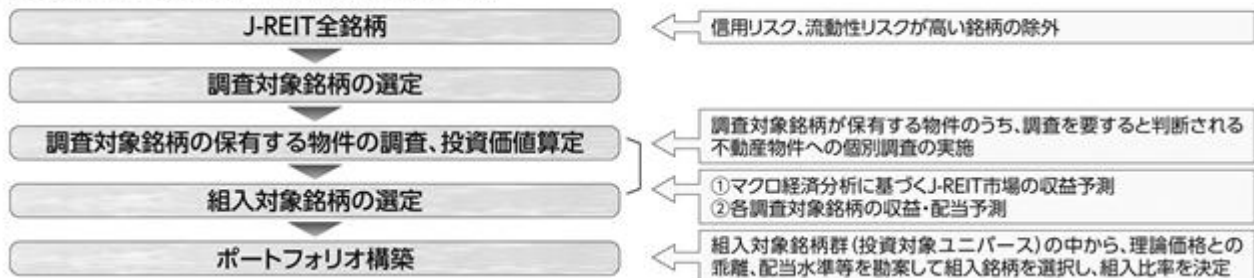 J-REIT全銘柄
信用リスク、流動性リスクが高い銘柄の除外
調査対象銘柄の選定
調査対象銘柄の保有する物件の調査、投資価値算定
調査対象銘柄が保有する物件のうち、調査を要すると判断される
不動産物件への個別調査の実施
組入対象銘柄の選定
①マクロ経済分析に基づくJ-REIT市場の収益予測
②各調査対象銘柄の収益・配当予測
ポートフォリオ構築
組入対象銘柄群(投資対象ユニバース)の中から、理論価格との
乖離、配当水準等を勘案して組入銘柄を選択し、組入比率を決定